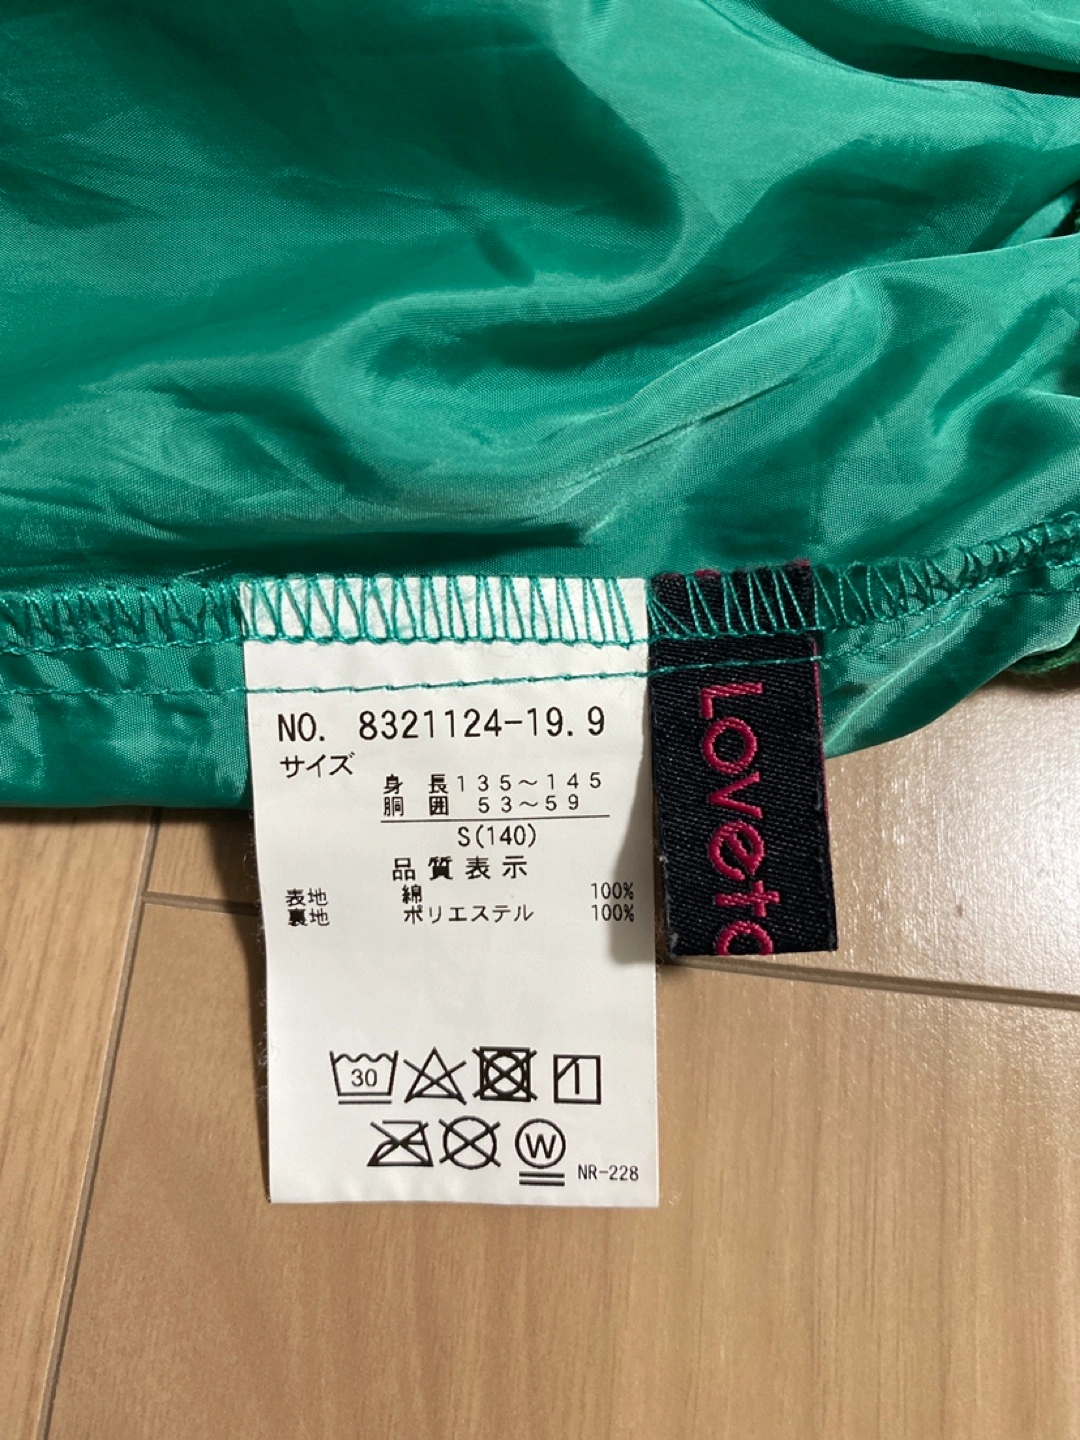 NO. 8321124-19.9
サイズ
身 長 135～145
胴 囲 53～59
S(140)
品質表示
表地 綿 100%
裏地 ポリエステル 100%
30
W
NR-228
Lovet